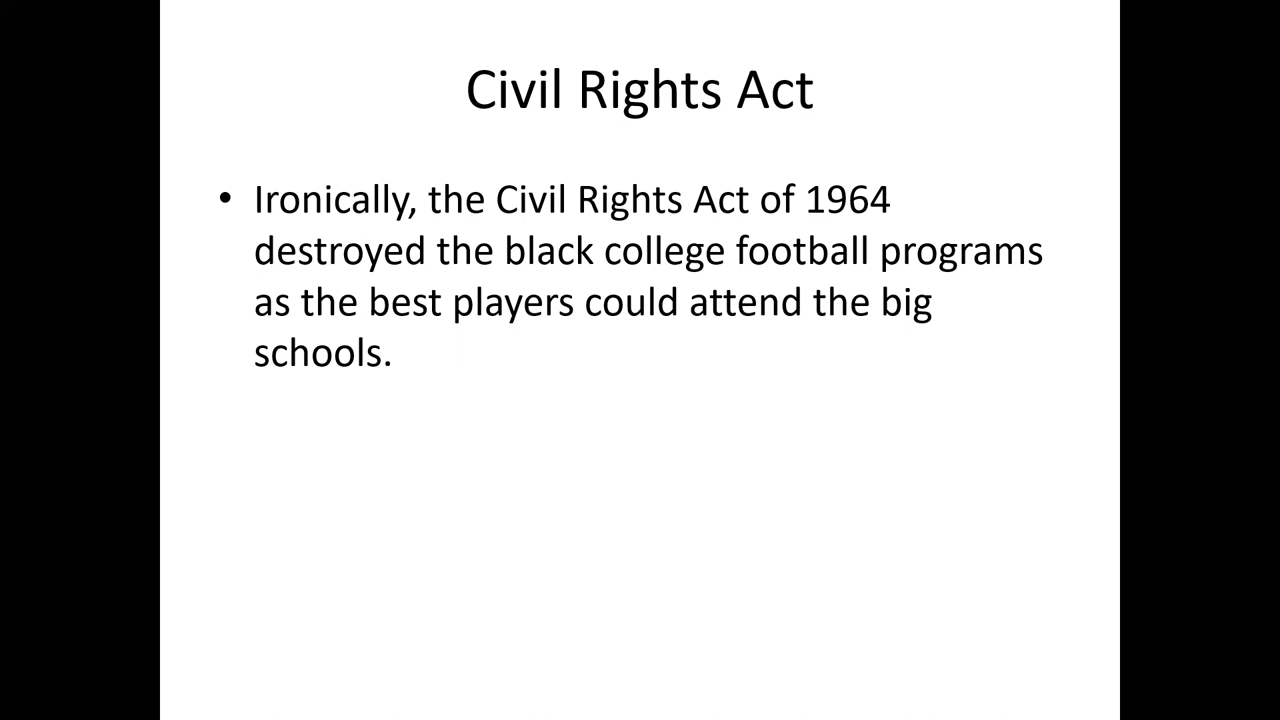 Civil Rights Act
• Ironically, the Civil Rights Act of 1964
destroyed the black college football programs
as the best players could attend the big
schools.